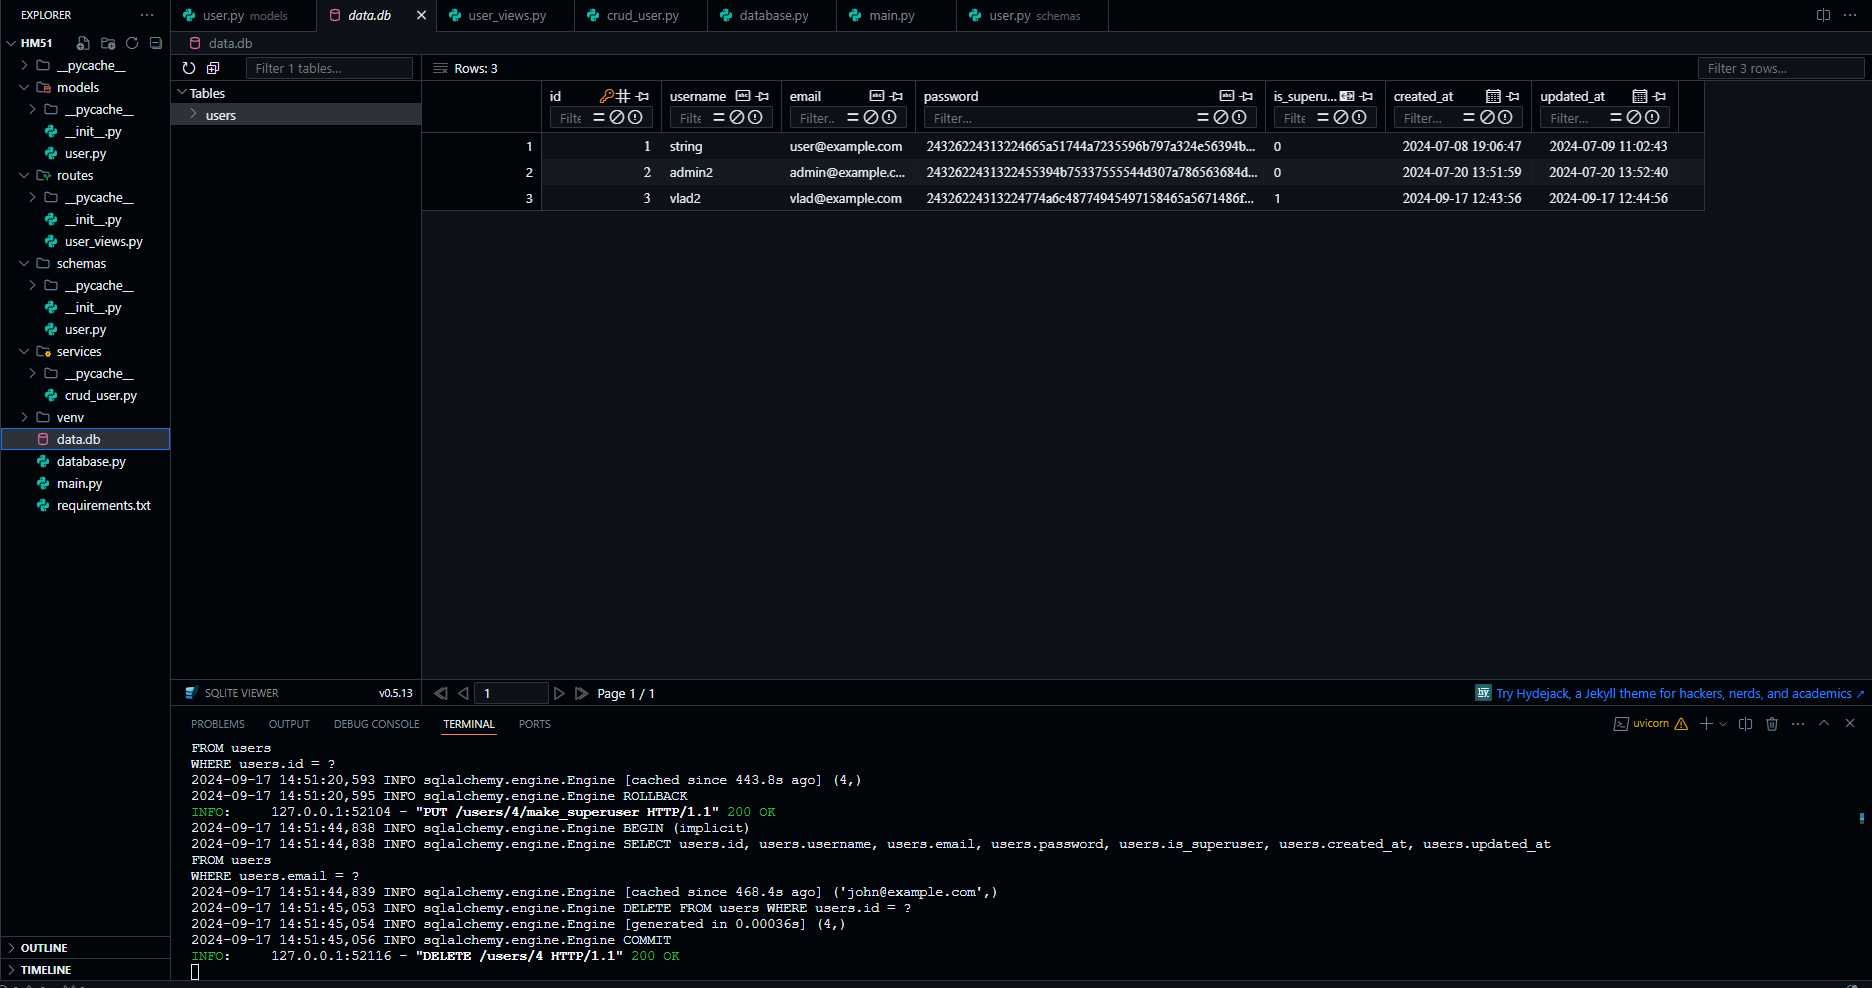 EXPLORER ···
HM51
__pycache__
models
__pycache__
__init__.py
user.py
routes
__pycache__
__init__.py
user_views.py
schemas
__pycache__
__init__.py
user.py
services
__pycache__
crud_user.py
venv
data.db
database.py
main.py
requirements.txt
OUTLINE
TIMELINE
user.py models data.db user_views.py crud_user.py database.py main.py user.py schemas
data.db
Filter 1 tables... Rows: 3 Filter 3 rows...
Tables
users
id username email password is_superu... created_at updated_at
Filte Filte Filter.. Filter... Filte Filter... Filter...
1 1 string user@example.com 24326224313224665a51744a7235596b797a324e56394b... 0 2024-07-08 19:06:47 2024-07-09 11:02:43
2 2 admin2 admin@example.c... 2432622431322455394b75337555544d307a786563684d... 0 2024-07-20 13:51:59 2024-07-20 13:52:40
3 3 vlad2 vlad@example.com 24326224313224774a6c48774945497158465a5671486f... 1 2024-09-17 12:43:56 2024-09-17 12:44:56
SQLITE VIEWER v0.5.13 1 Page 1 / 1 Try Hydejack, a Jekyll theme for hackers, nerds, and academics
PROBLEMS OUTPUT DEBUG CONSOLE TERMINAL PORTS uvicorn
FROM users
WHERE users.id = ?
2024-09-17 14:51:20,593 INFO sqlalchemy.engine.Engine [cached since 443.8s ago] (4,)
2024-09-17 14:51:20,595 INFO sqlalchemy.engine.Engine ROLLBACK
INFO: 127.0.0.1:52104 - "PUT /users/4/make_superuser HTTP/1.1" 200 OK
2024-09-17 14:51:44,838 INFO sqlalchemy.engine.Engine BEGIN (implicit)
2024-09-17 14:51:44,838 INFO sqlalchemy.engine.Engine SELECT users.id, users.username, users.email, users.password, users.is_superuser, users.created_at, users.updated_at
FROM users
WHERE users.email = ?
2024-09-17 14:51:44,839 INFO sqlalchemy.engine.Engine [cached since 468.4s ago] ('john@example.com',)
2024-09-17 14:51:45,053 INFO sqlalchemy.engine.Engine DELETE FROM users WHERE users.id = ?
2024-09-17 14:51:45,054 INFO sqlalchemy.engine.Engine [generated in 0.00036s] (4,)
2024-09-17 14:51:45,056 INFO sqlalchemy.engine.Engine COMMIT
INFO: 127.0.0.1:52116 - "DELETE /users/4 HTTP/1.1" 200 OK